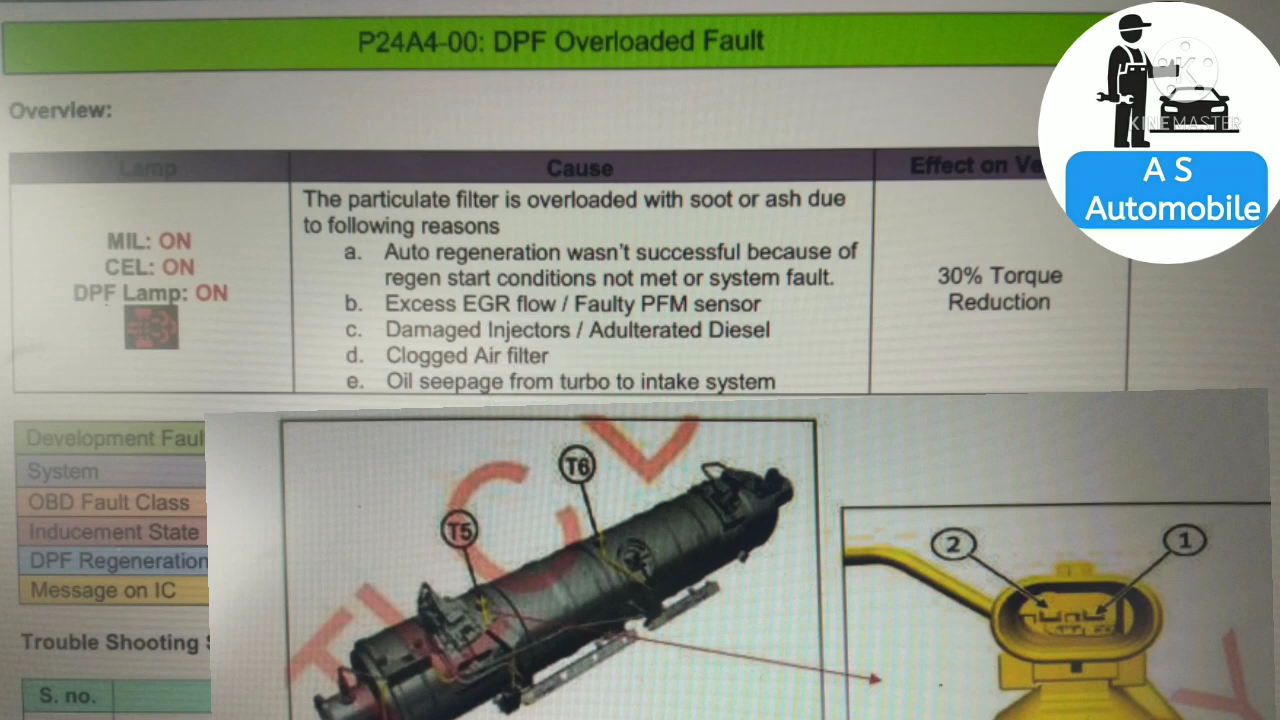 P24A4-00: DPF Overloaded Fault
Overview:
Lamp
Cause
Effect on Ve
MIL: ON
CEL: ON
DPF Lamp: ON
The particulate filter is overloaded with soot or ash due
to following reasons
a. Auto regeneration wasn't successful because of
regen start conditions not met or system fault.
b. Excess EGR flow / Faulty PFM sensor
c. Damaged Injectors / Adulterated Diesel
d. Clogged Air filter
e. Oil seepage from turbo to intake system
30% Torque
Reduction
KINEMASTER
A S
Automobile
Development Faul
System
OBD Fault Class
Inducement State
DPF Regeneration
Message on IC
Trouble Shooting S
S. no.
T5
T6
2
1